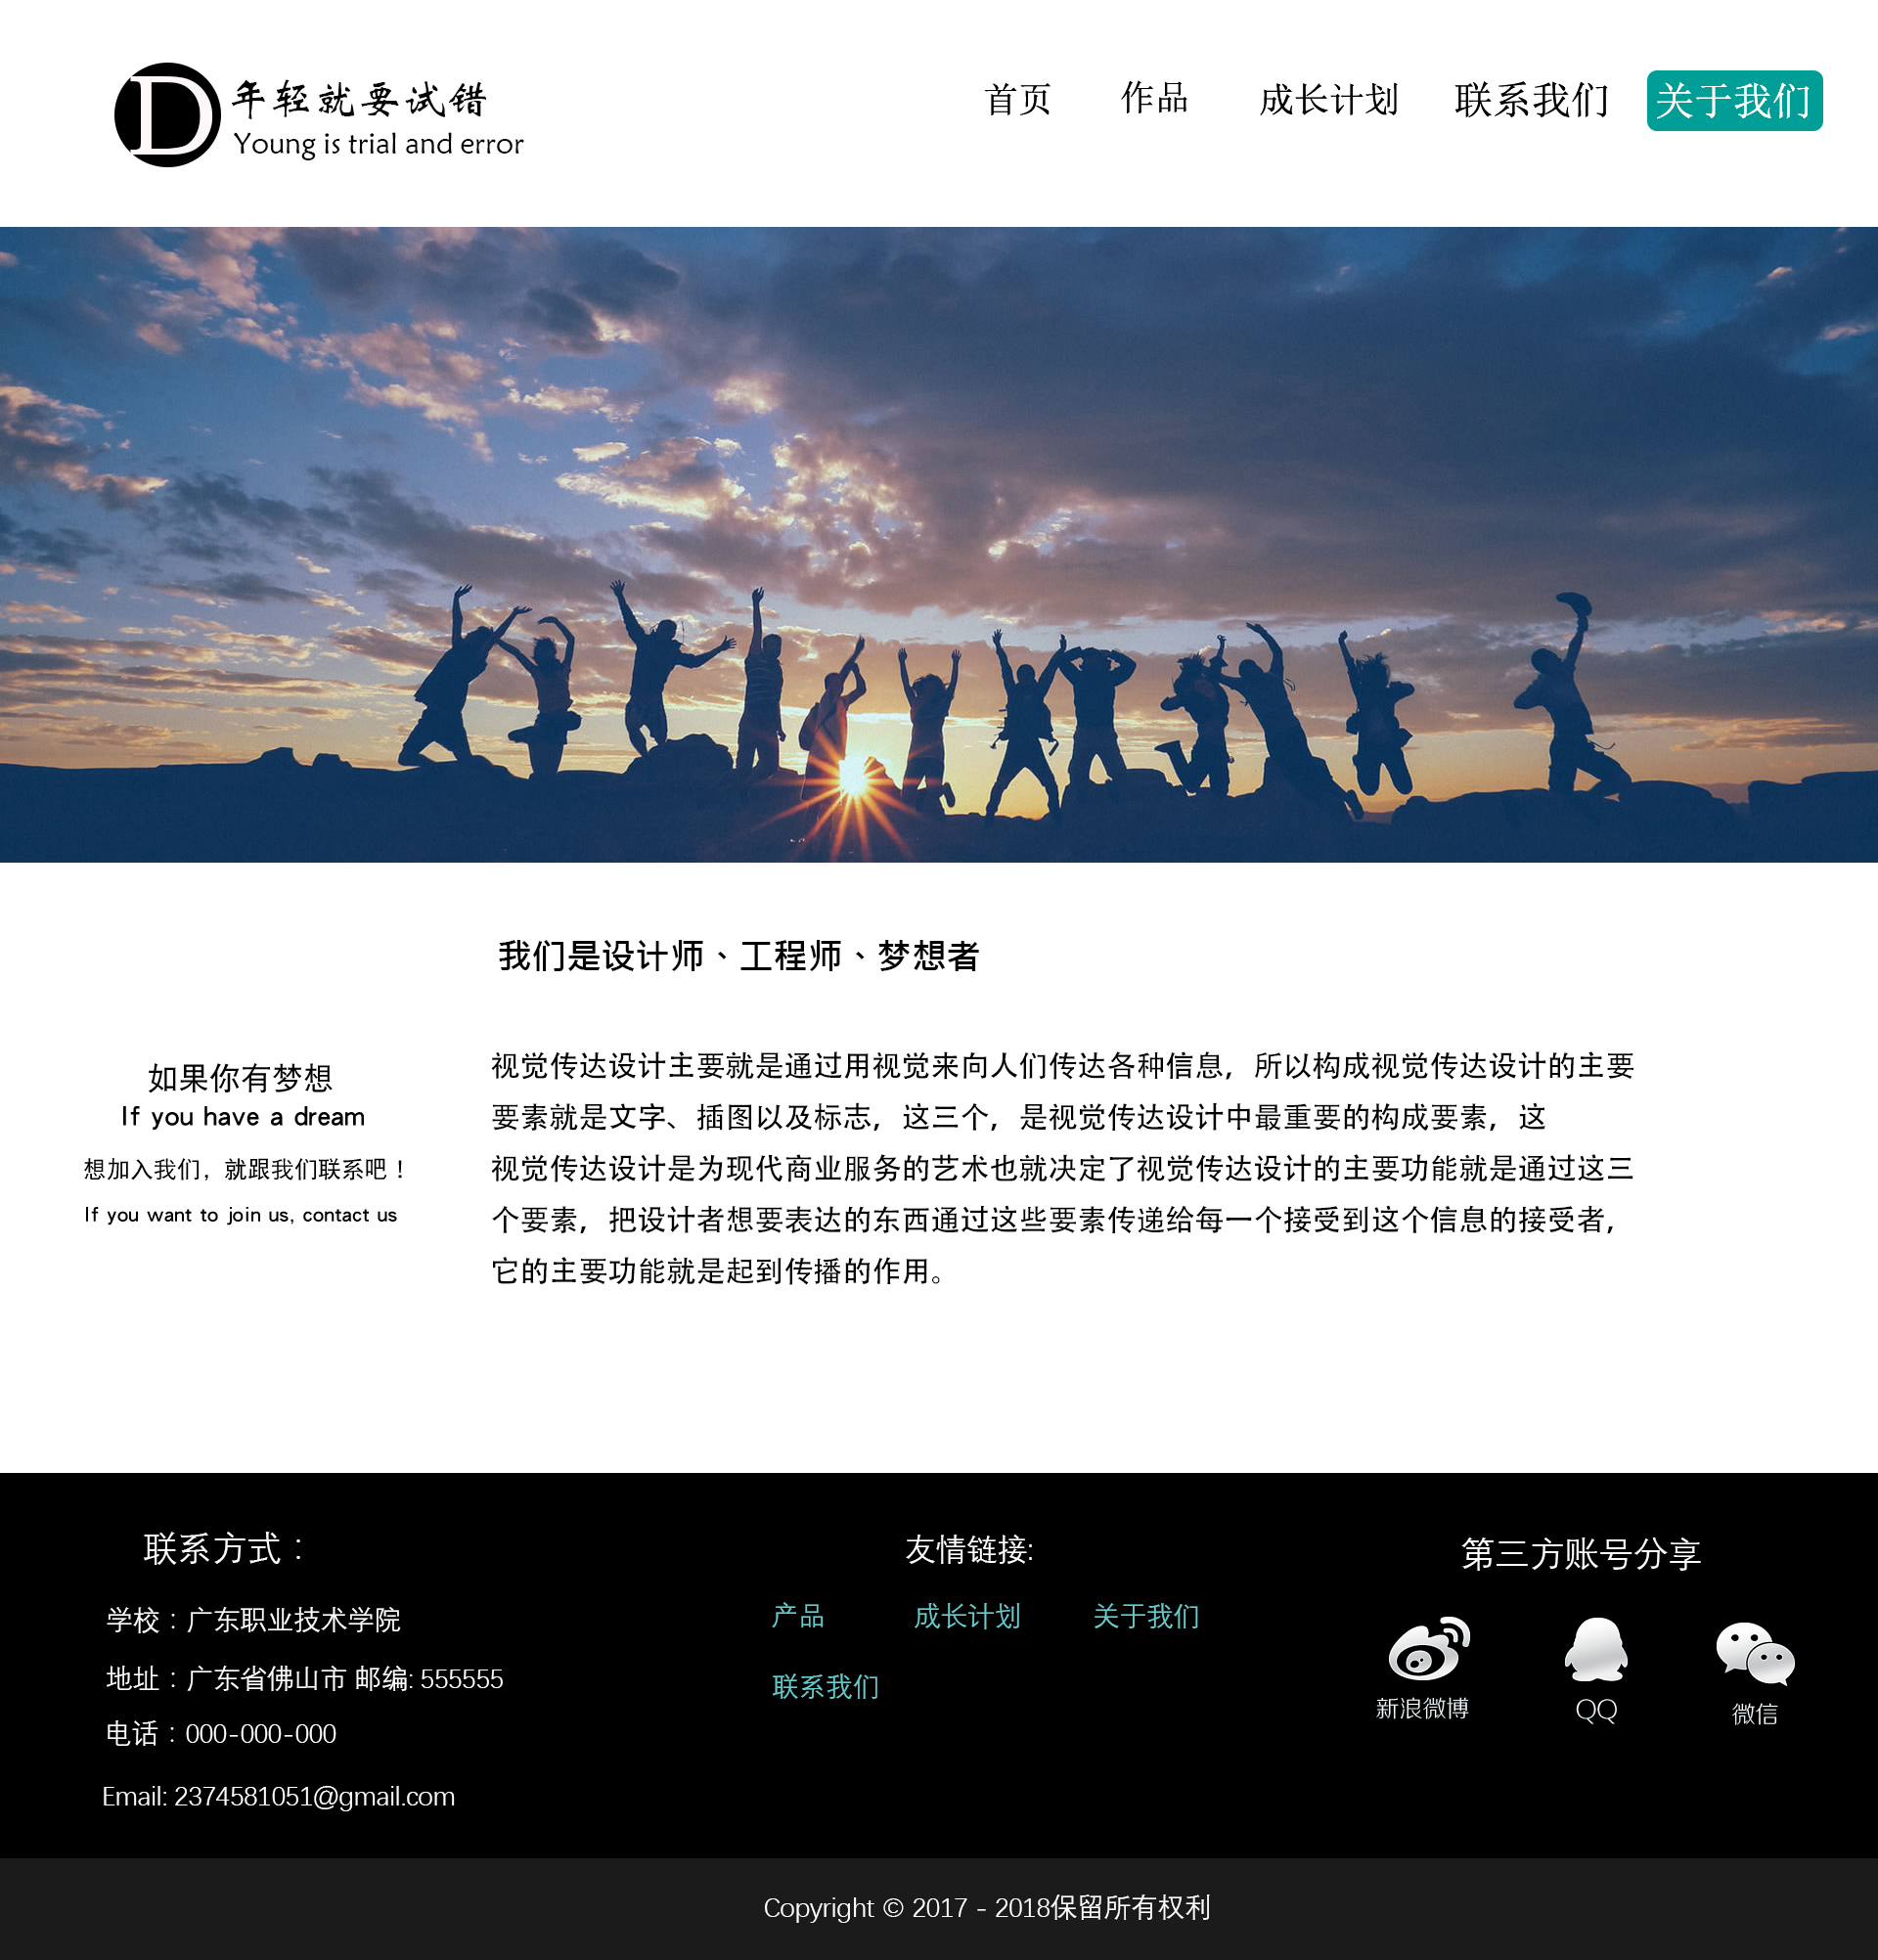 D
年轻就要试错
Young is trial and error
首页
作品
成长计划
联系我们
关于我们
我们是设计师、工程师、梦想者
如果你有梦想
If you have a dream
想加入我们，就跟我们联系吧！
If you want to join us, contact us
视觉传达设计主要就是通过用视觉来向人们传达各种信息，所以构成视觉传达设计的主要
要素就是文字、插图以及标志，这三个，是视觉传达设计中最重要的构成要素，这
视觉传达设计是为现代商业服务的艺术也就决定了视觉传达设计的主要功能就是通过这三
个要素，把设计者想要表达的东西通过这些要素传递给每一个接受到这个信息的接受者，
它的主要功能就是起到传播的作用。
联系方式：
学校：广东职业技术学院
地址：广东省佛山市 邮编: 555555
电话：000-000-000
Email: 2374581051@gmail.com
友情链接:
产品
成长计划
关于我们
联系我们
第三方账号分享
新浪微博
QQ
微信
Copyright © 2017 - 2018保留所有权利